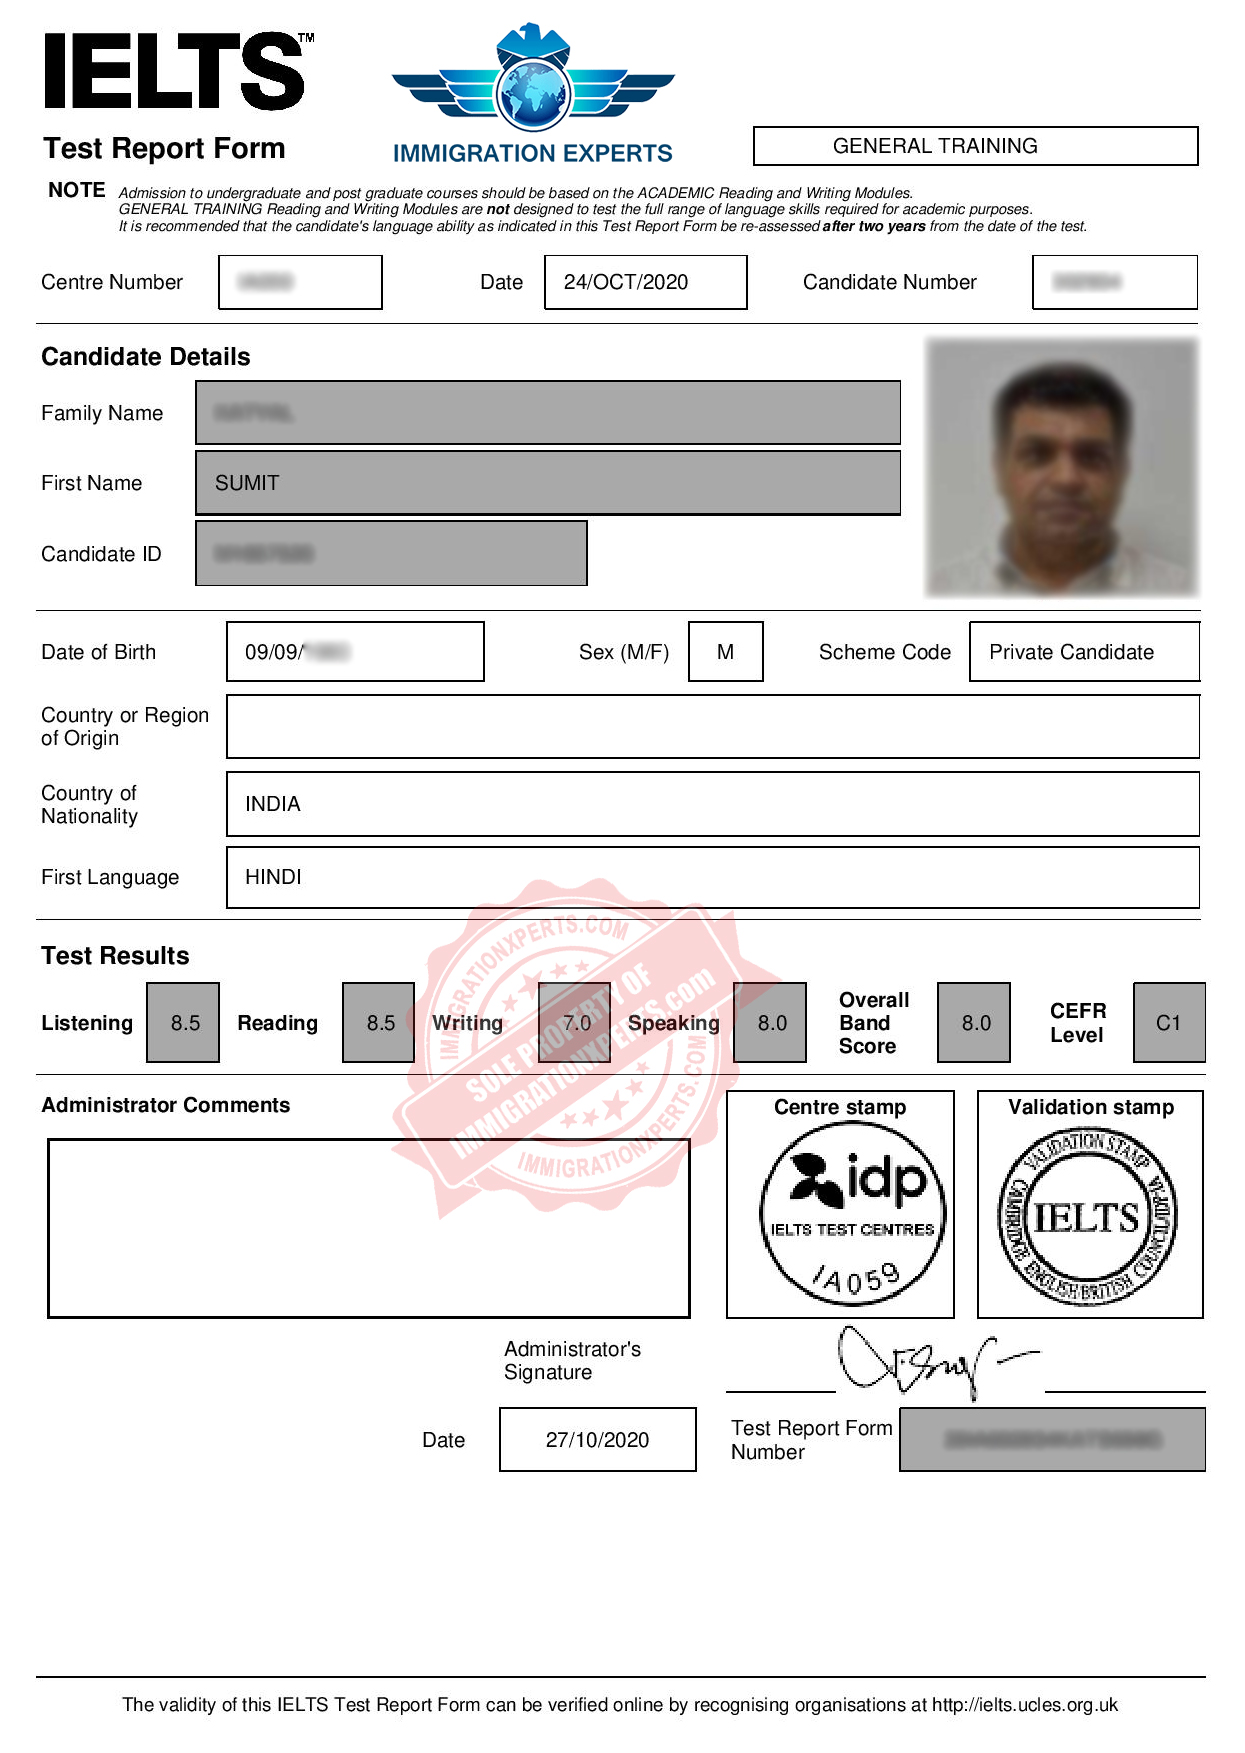 IELTS™
IMMIGRATION EXPERTS
Test Report Form
GENERAL TRAINING
NOTE Admission to undergraduate and post graduate courses should be based on the ACADEMIC Reading and Writing Modules.
GENERAL TRAINING Reading and Writing Modules are not designed to test the full range of language skills required for academic purposes.
It is recommended that the candidate's language ability as indicated in this Test Report Form be re-assessed after two years from the date of the test.
Centre Number Date 24/OCT/2020 Candidate Number
Candidate Details
Family Name
First Name SUMIT
Candidate ID
Date of Birth 09/09/ Sex (M/F) M Scheme Code Private Candidate
Country or Region
of Origin
Country of
Nationality
INDIA
First Language HINDI
Test Results
Listening 8.5 Reading 8.5 Writing 7.0 Speaking 8.0
Overall
Band
Score
8.0
CEFR
Level
C1
IMMIGRATIONXPERTS.COM
SOLE PROPERTY OF
IMMIGRATIONXPERTS.com
IMMIGRATIONXPERTS.COM
Administrator Comments
Centre stamp
idp
IELTS TEST CENTRES
IA059
Validation stamp
VALIDATION STAMP
IELTS
CAMBRIDGE ENGLISH BRITISH COUNCIL IDP-IA
Administrator's
Signature
Date 27/10/2020
Test Report Form
Number
The validity of this IELTS Test Report Form can be verified online by recognising organisations at http://ielts.ucles.org.uk